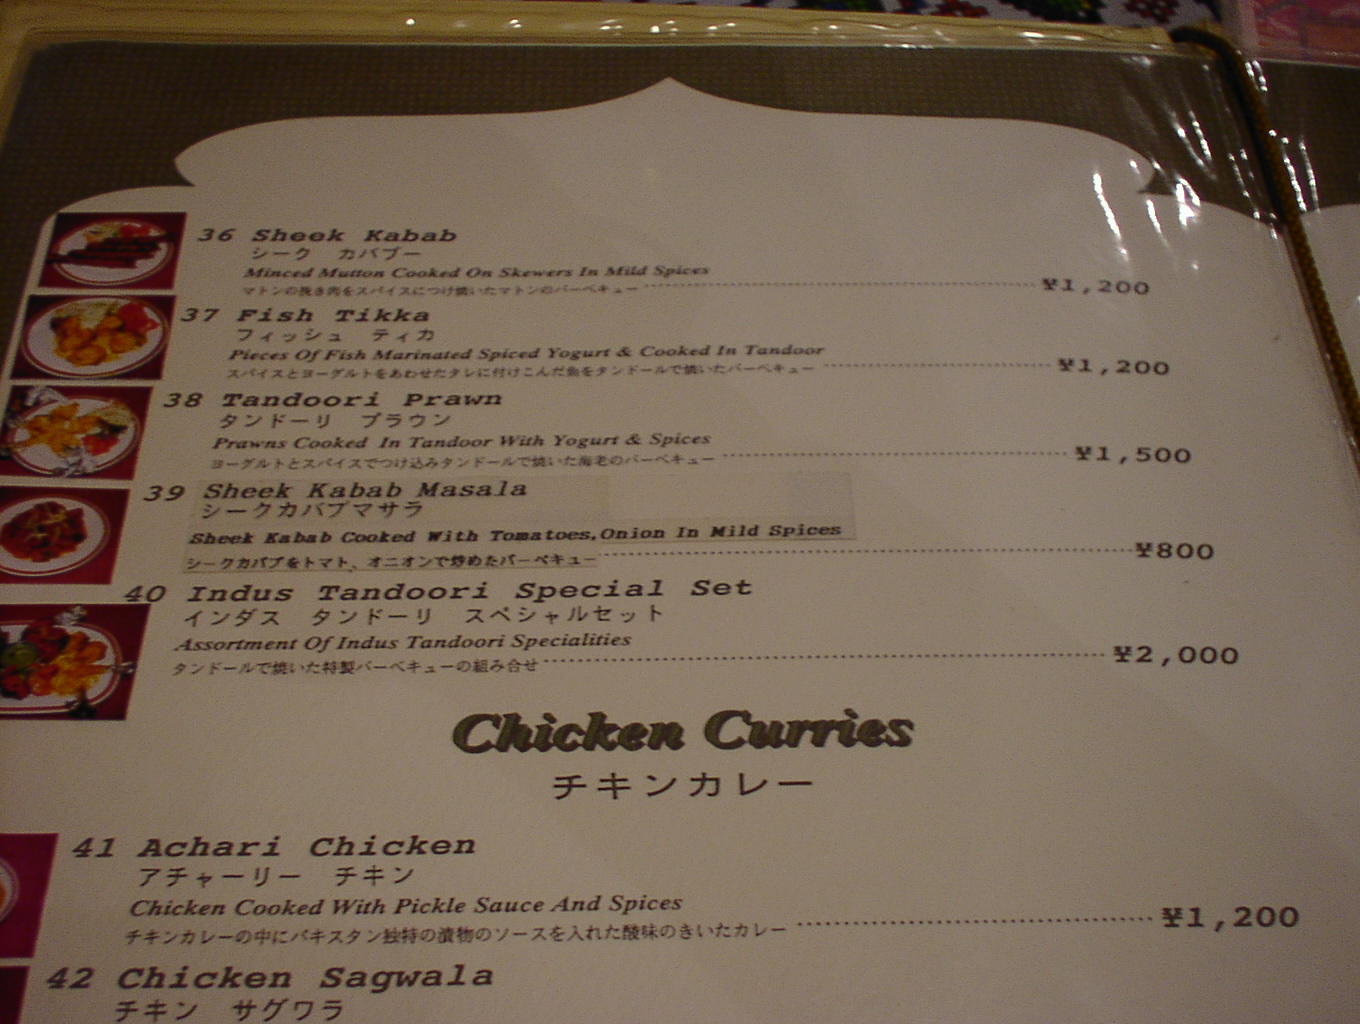 36 Sheek Kabab
シーク カバブー
Minced Mutton Cooked On Skewers In Mild Spices
マトンの挽き肉をスパイスにつけ焼いたマトンのバーベキュー ¥1,200
37 Fish Tikka
フィッシュ ティカ
Pieces Of Fish Marinated Spiced Yogurt & Cooked In Tandoor
スパイスとヨーグルトをあわせたタレに付けこんだ魚をタンドールで焼いたバーベキュー ¥1,200
38 Tandoori Prawn
タンドーリ プラウン
Prawns Cooked In Tandoor With Yogurt & Spices
ヨーグルトとスパイスでつけ込みタンドールで焼いた海老のバーベキュー ¥1,500
39 Sheek Kabab Masala
シークカバブマサラ
Sheek Kabab Cooked With Tomatoes,Onion In Mild Spices
シークカバブをトマト、オニオンで炒めたバーベキュー ¥800
40 Indus Tandoori Special Set
インダス タンドーリ スペシャルセット
Assortment Of Indus Tandoori Specialities
タンドールで焼いた特製バーベキューの組み合せ ¥2,000
Chicken Curries
チキンカレー
41 Achari Chicken
アチャーリー チキン
Chicken Cooked With Pickle Sauce And Spices
チキンカレーの中にパキスタン独特の漬物のソースを入れた酸味のきいたカレー ¥1,200
42 Chicken Sagwala
チキン サグワラ